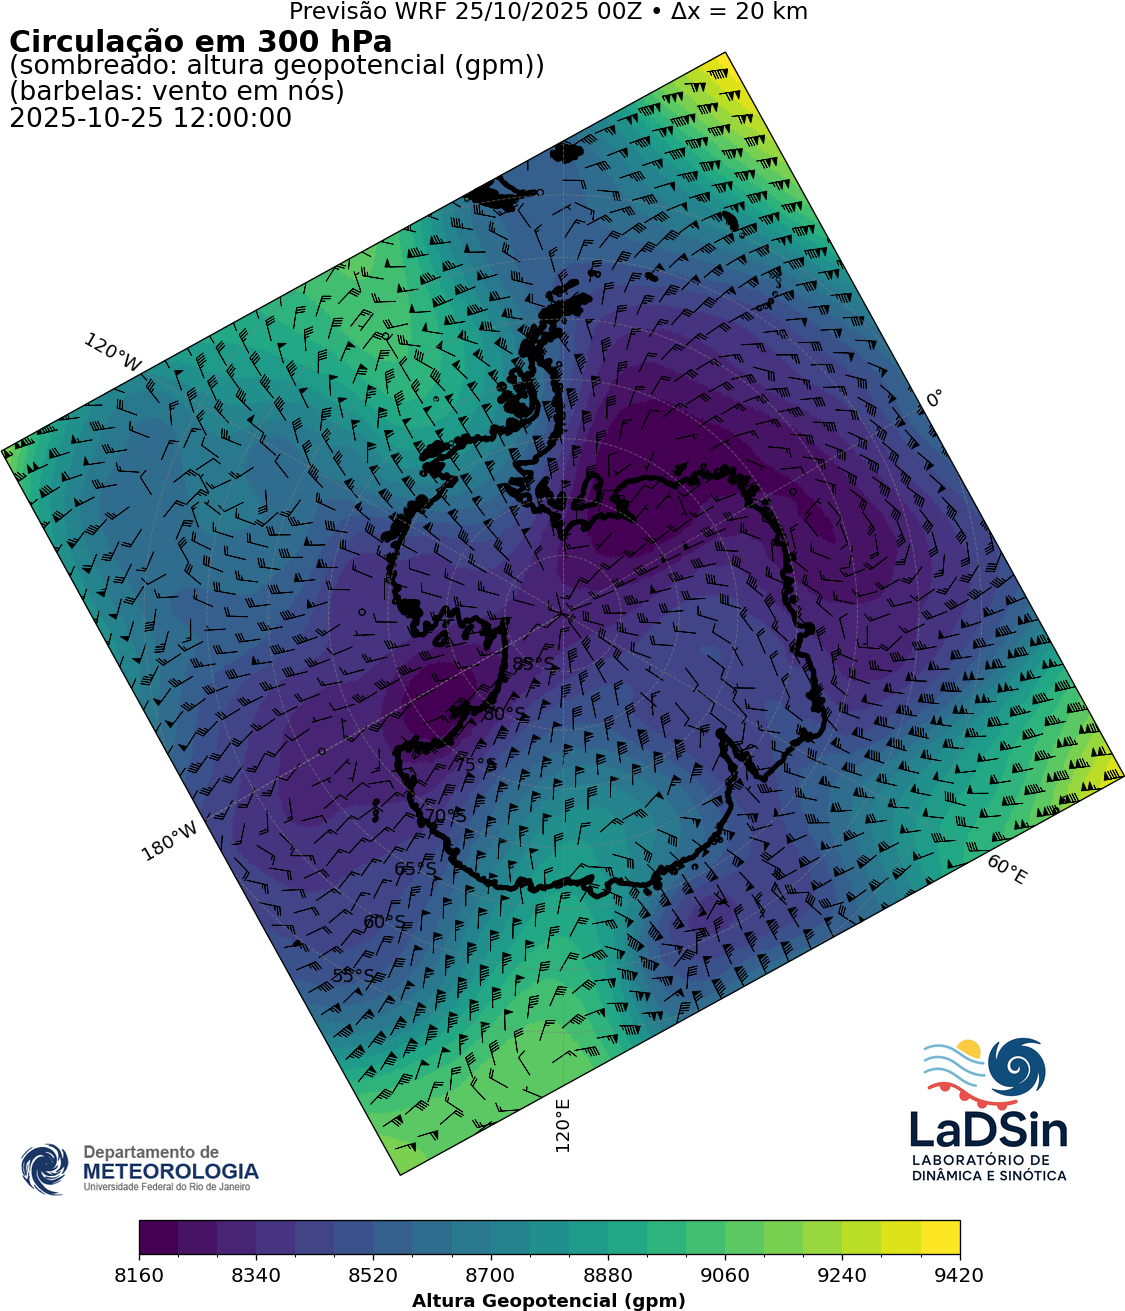 Previsão WRF 25/10/2025 00Z • Δx = 20 km
Circulação em 300 hPa
(sombreado: altura geopotencial (gpm))
(barbelas: vento em nós)
2025-10-25 12:00:00
120°W
0°
85°S
80°S
75°S
70°S
180°W
65°S
60°E
60°S
55°S
120°E
LaDSin
LABORATÓRIO DE
DINÂMICA E SINÓTICA
Departamento de
METEOROLOGIA
Universidade Federal do Rio de Janeiro
8160 8340 8520 8700 8880 9060 9240 9420
Altura Geopotencial (gpm)